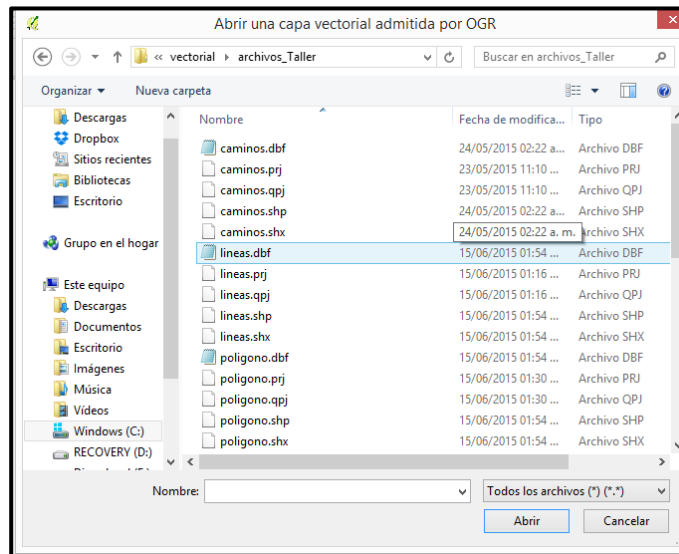 Abrir una capa vectorial admitida por OGR
« vectorial ▸ archivos_Taller
Buscar en archivos_Taller
Organizar
Nueva carpeta
Descargas
Dropbox
Sitios recientes
Bibliotecas
Escritorio
Grupo en el hogar
Este equipo
Descargas
Documentos
Escritorio
Imágenes
Música
Vídeos
Windows (C:)
RECOVERY (D:)
Nombre Fecha de modifica... Tipo
caminos.dbf 24/05/2015 02:22 a... Archivo DBF
caminos.prj 23/05/2015 11:10 ... Archivo PRJ
caminos.qpj 23/05/2015 11:10 ... Archivo QPJ
caminos.shp 24/05/2015 02:22 a... Archivo SHP
caminos.shx 24/05/2015 02:22 a. m. Archivo SHX
lineas.dbf 15/06/2015 01:54 ... Archivo DBF
lineas.prj 15/06/2015 01:16 ... Archivo PRJ
lineas.qpj 15/06/2015 01:16 ... Archivo QPJ
lineas.shp 15/06/2015 01:54 ... Archivo SHP
lineas.shx 15/06/2015 01:54 ... Archivo SHX
poligono.dbf 15/06/2015 01:54 ... Archivo DBF
poligono.prj 15/06/2015 01:30 ... Archivo PRJ
poligono.qpj 15/06/2015 01:30 ... Archivo QPJ
poligono.shp 15/06/2015 01:54 ... Archivo SHP
poligono.shx 15/06/2015 01:54 ... Archivo SHX
Nombre:
Todos los archivos (*) (*.*)
Abrir
Cancelar